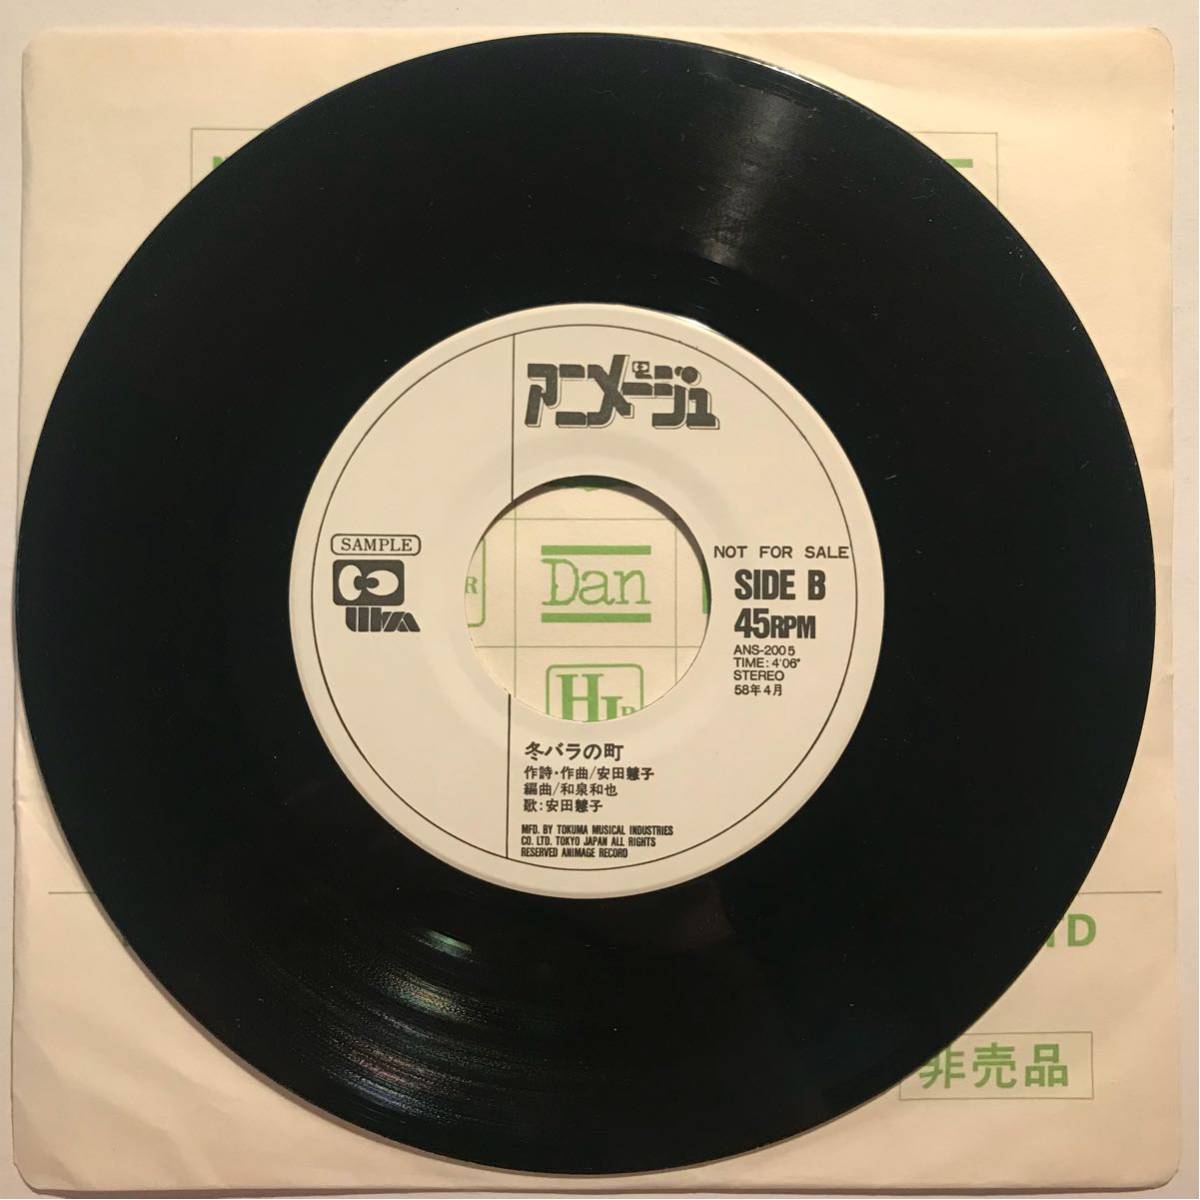 アニメージュ
SAMPLE
NOT FOR SALE
SIDE B
45RPM
ANS-2005
TIME: 4'06"
STEREO
58年4月
Dan
冬バラの町
作詩・作曲/安田慧子
編曲/和泉和也
歌:安田慧子
MFD. BY TOKUMA MUSICAL INDUSTRIES
CO. LTD. TOKYO JAPAN ALL RIGHTS
RESERVED ANIMAGE RECORD
非売品